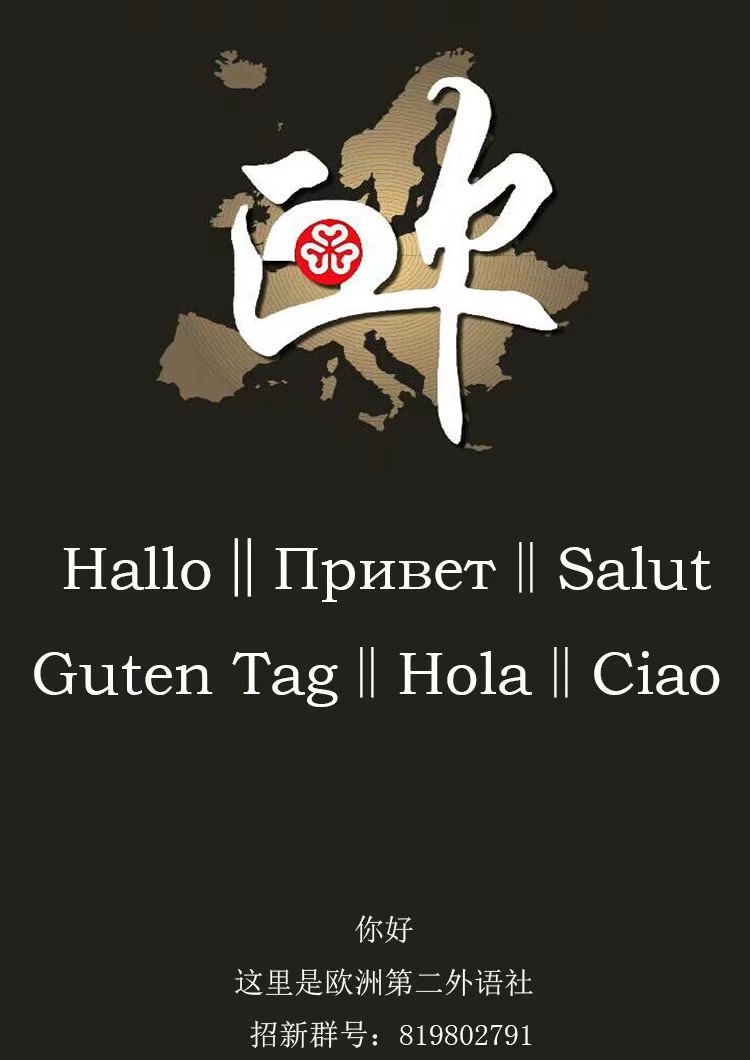 Hallo || Привет || Salut
Guten Tag || Hola || Ciao
你好
这里是欧洲第二外语社
招新群号：819802791